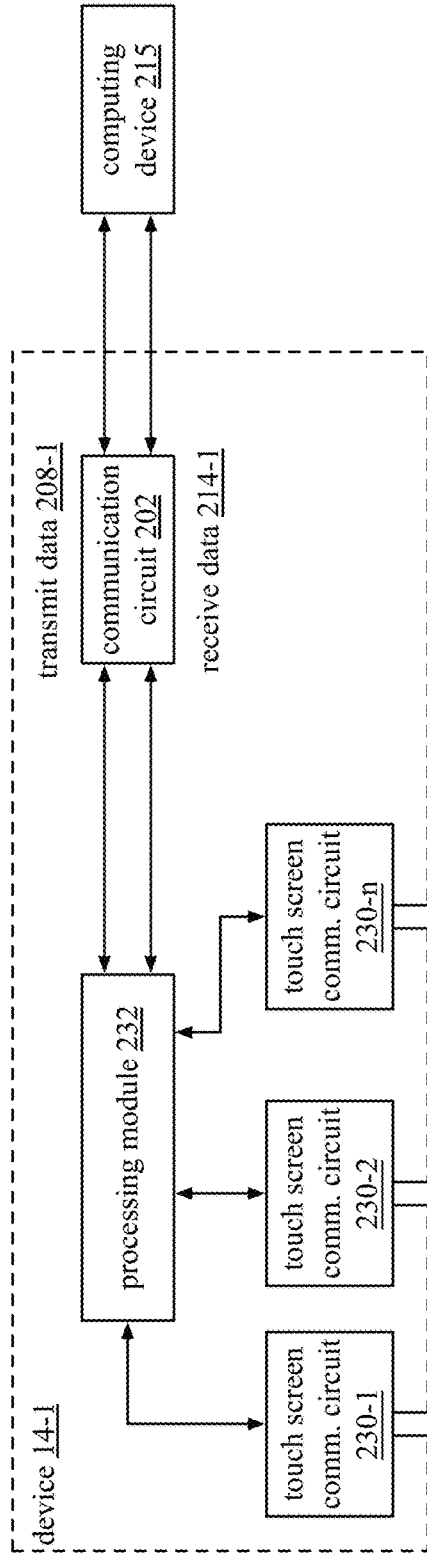 device 14-1
processing module 232
transmit data 208-1
communication
circuit 202
receive data 214-1
computing
device 215
touch screen
comm. circuit
230-1
touch screen
comm. circuit
230-2
touch screen
comm. circuit
230-n